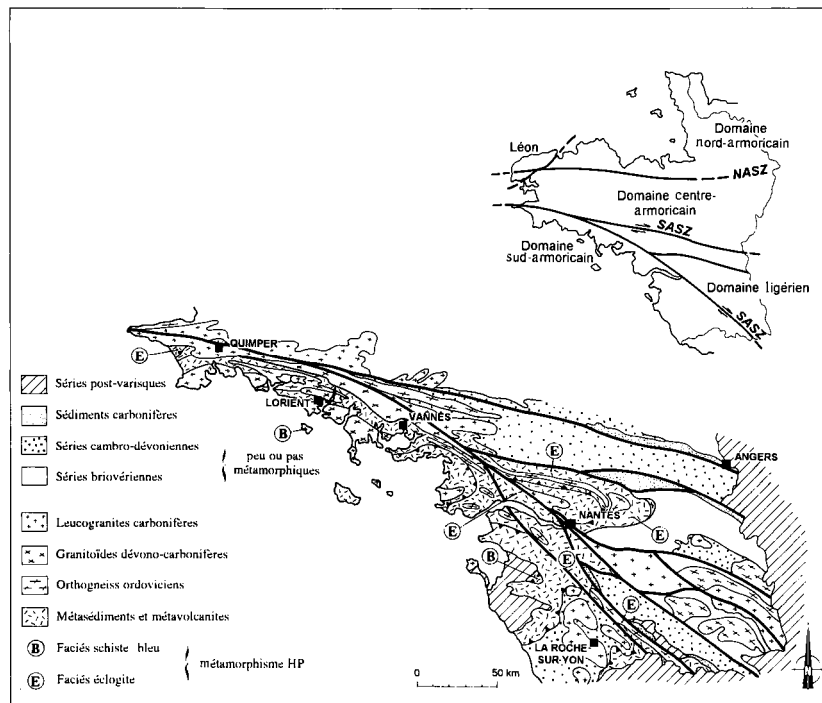 Domaine
nord-armoricain
Léon
NASZ
Domaine centre-
armoricain
SASZ
Domaine
sud-armoricain
Domaine ligérien
SASZ
E
QUIMPER
LORIENT
VANNES
B
ANGERS
E
NANTES
E
E
B
E
E
LA ROCHE-
SUR-YON
0
50 km
Séries post-varisques
Sédiments carbonifères
Séries cambro-dévoniennes
peu ou pas
métamorphiques
Séries briovériennes
Leucogranites carbonifères
Granitoïdes dévono-carbonifères
Orthogneiss ordoviciens
Métasédiments et métavolcanites
B Faciés schiste bleu
métamorphisme HP
E Faciés éclogite